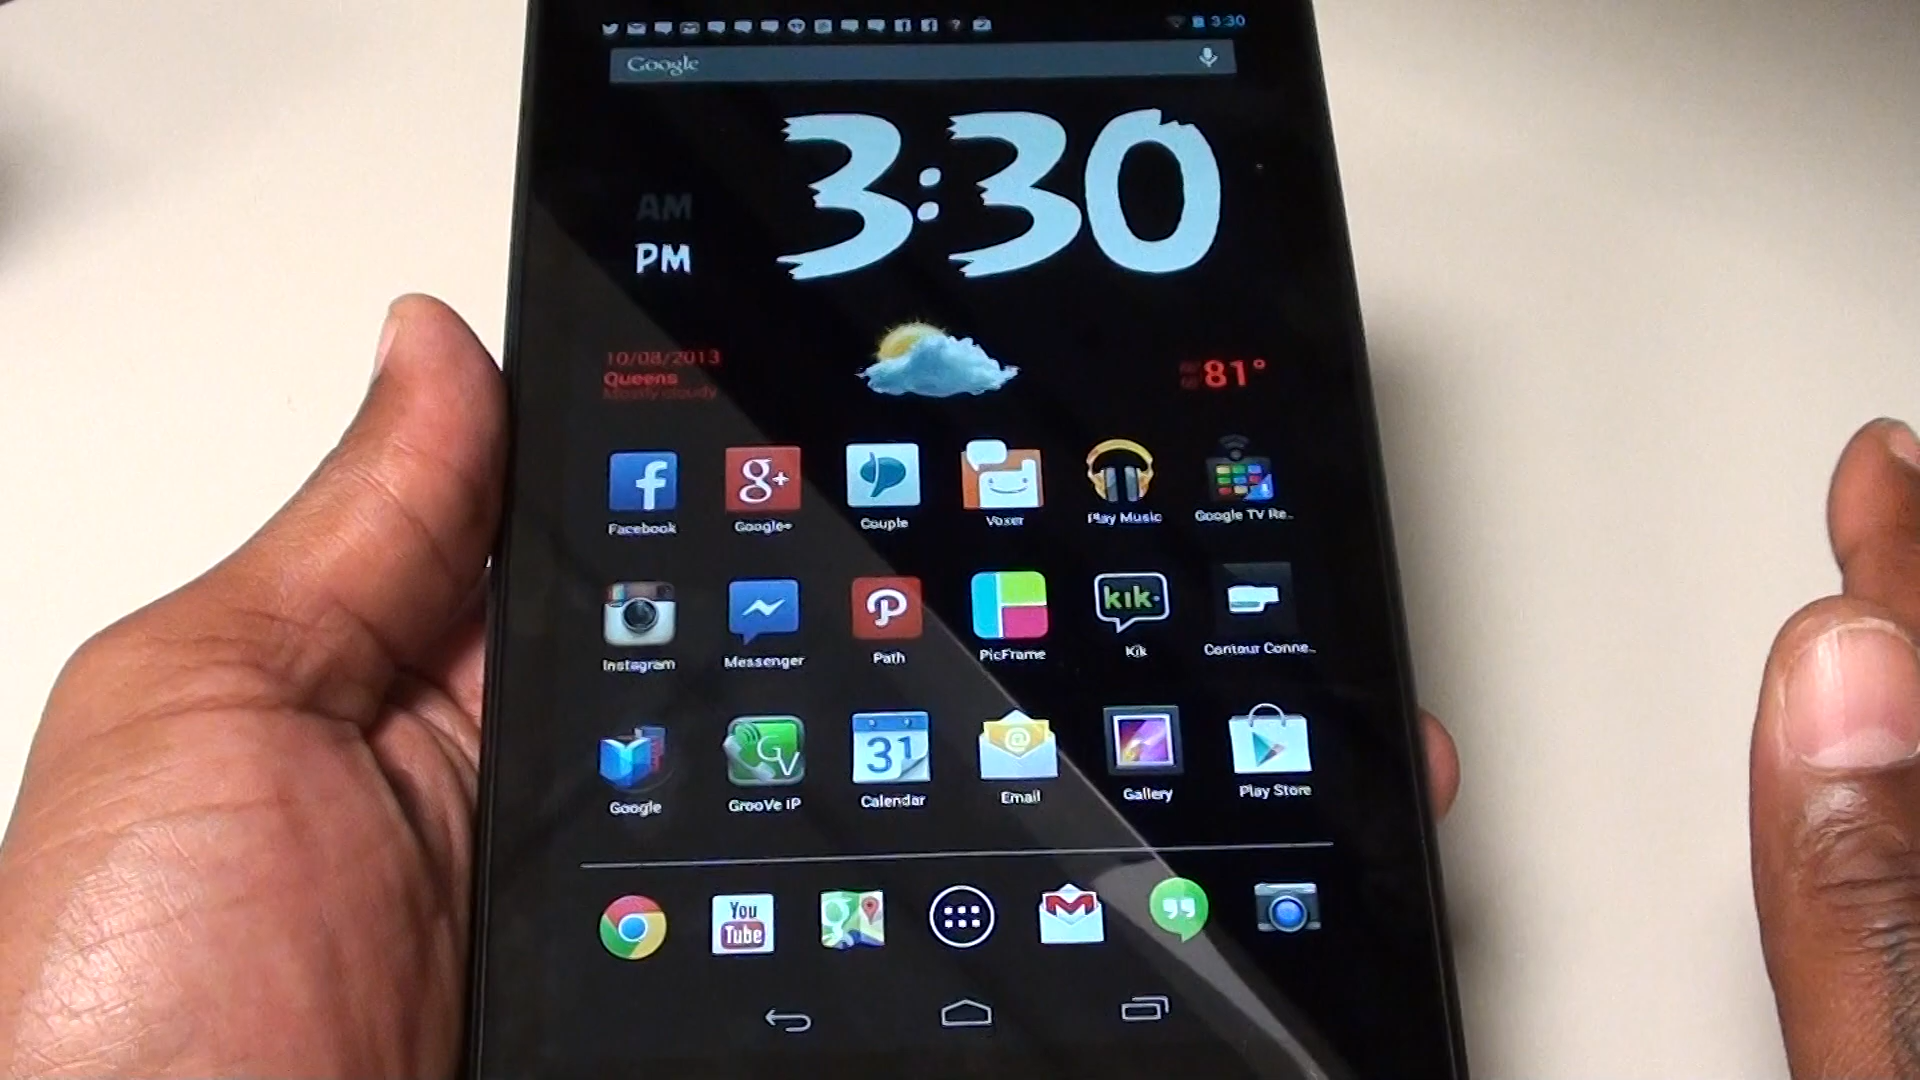 3:30
Google
3:30
AM
PM
10/08/2013
Queens
Mostly cloudy
81°
Facebook
Google+
Couple
Voxer
Play Music
Google TV Re..
Instagram
Messenger
Path
PicFrame
kik
Kik
Contour Conne..
GV
31
Google
GrooVe IP
Calendar
Email
Gallery
Play Store
You
Tube